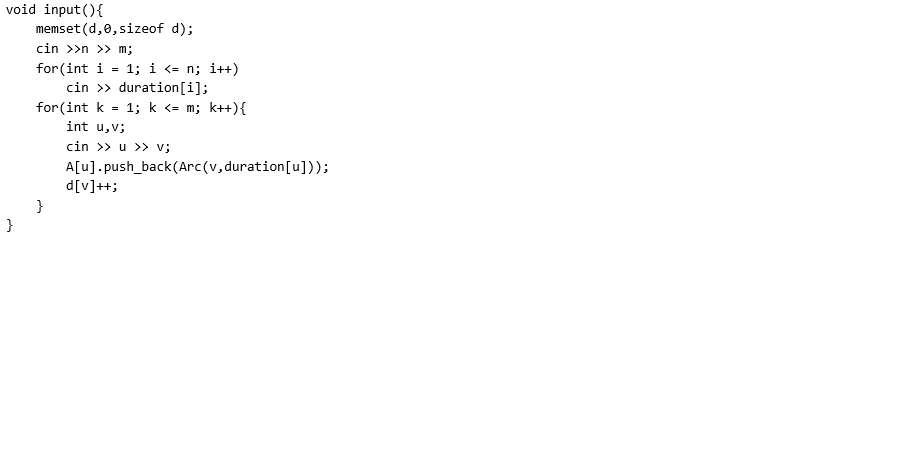 void input(){
    memset(d,0,sizeof d);
    cin >>n >> m;
    for(int i = 1; i <= n; i++)
        cin >> duration[i];
    for(int k = 1; k <= m; k++){
        int u,v;
        cin >> u >> v;
        A[u].push_back(Arc(v,duration[u]));
        d[v]++;
    }
}